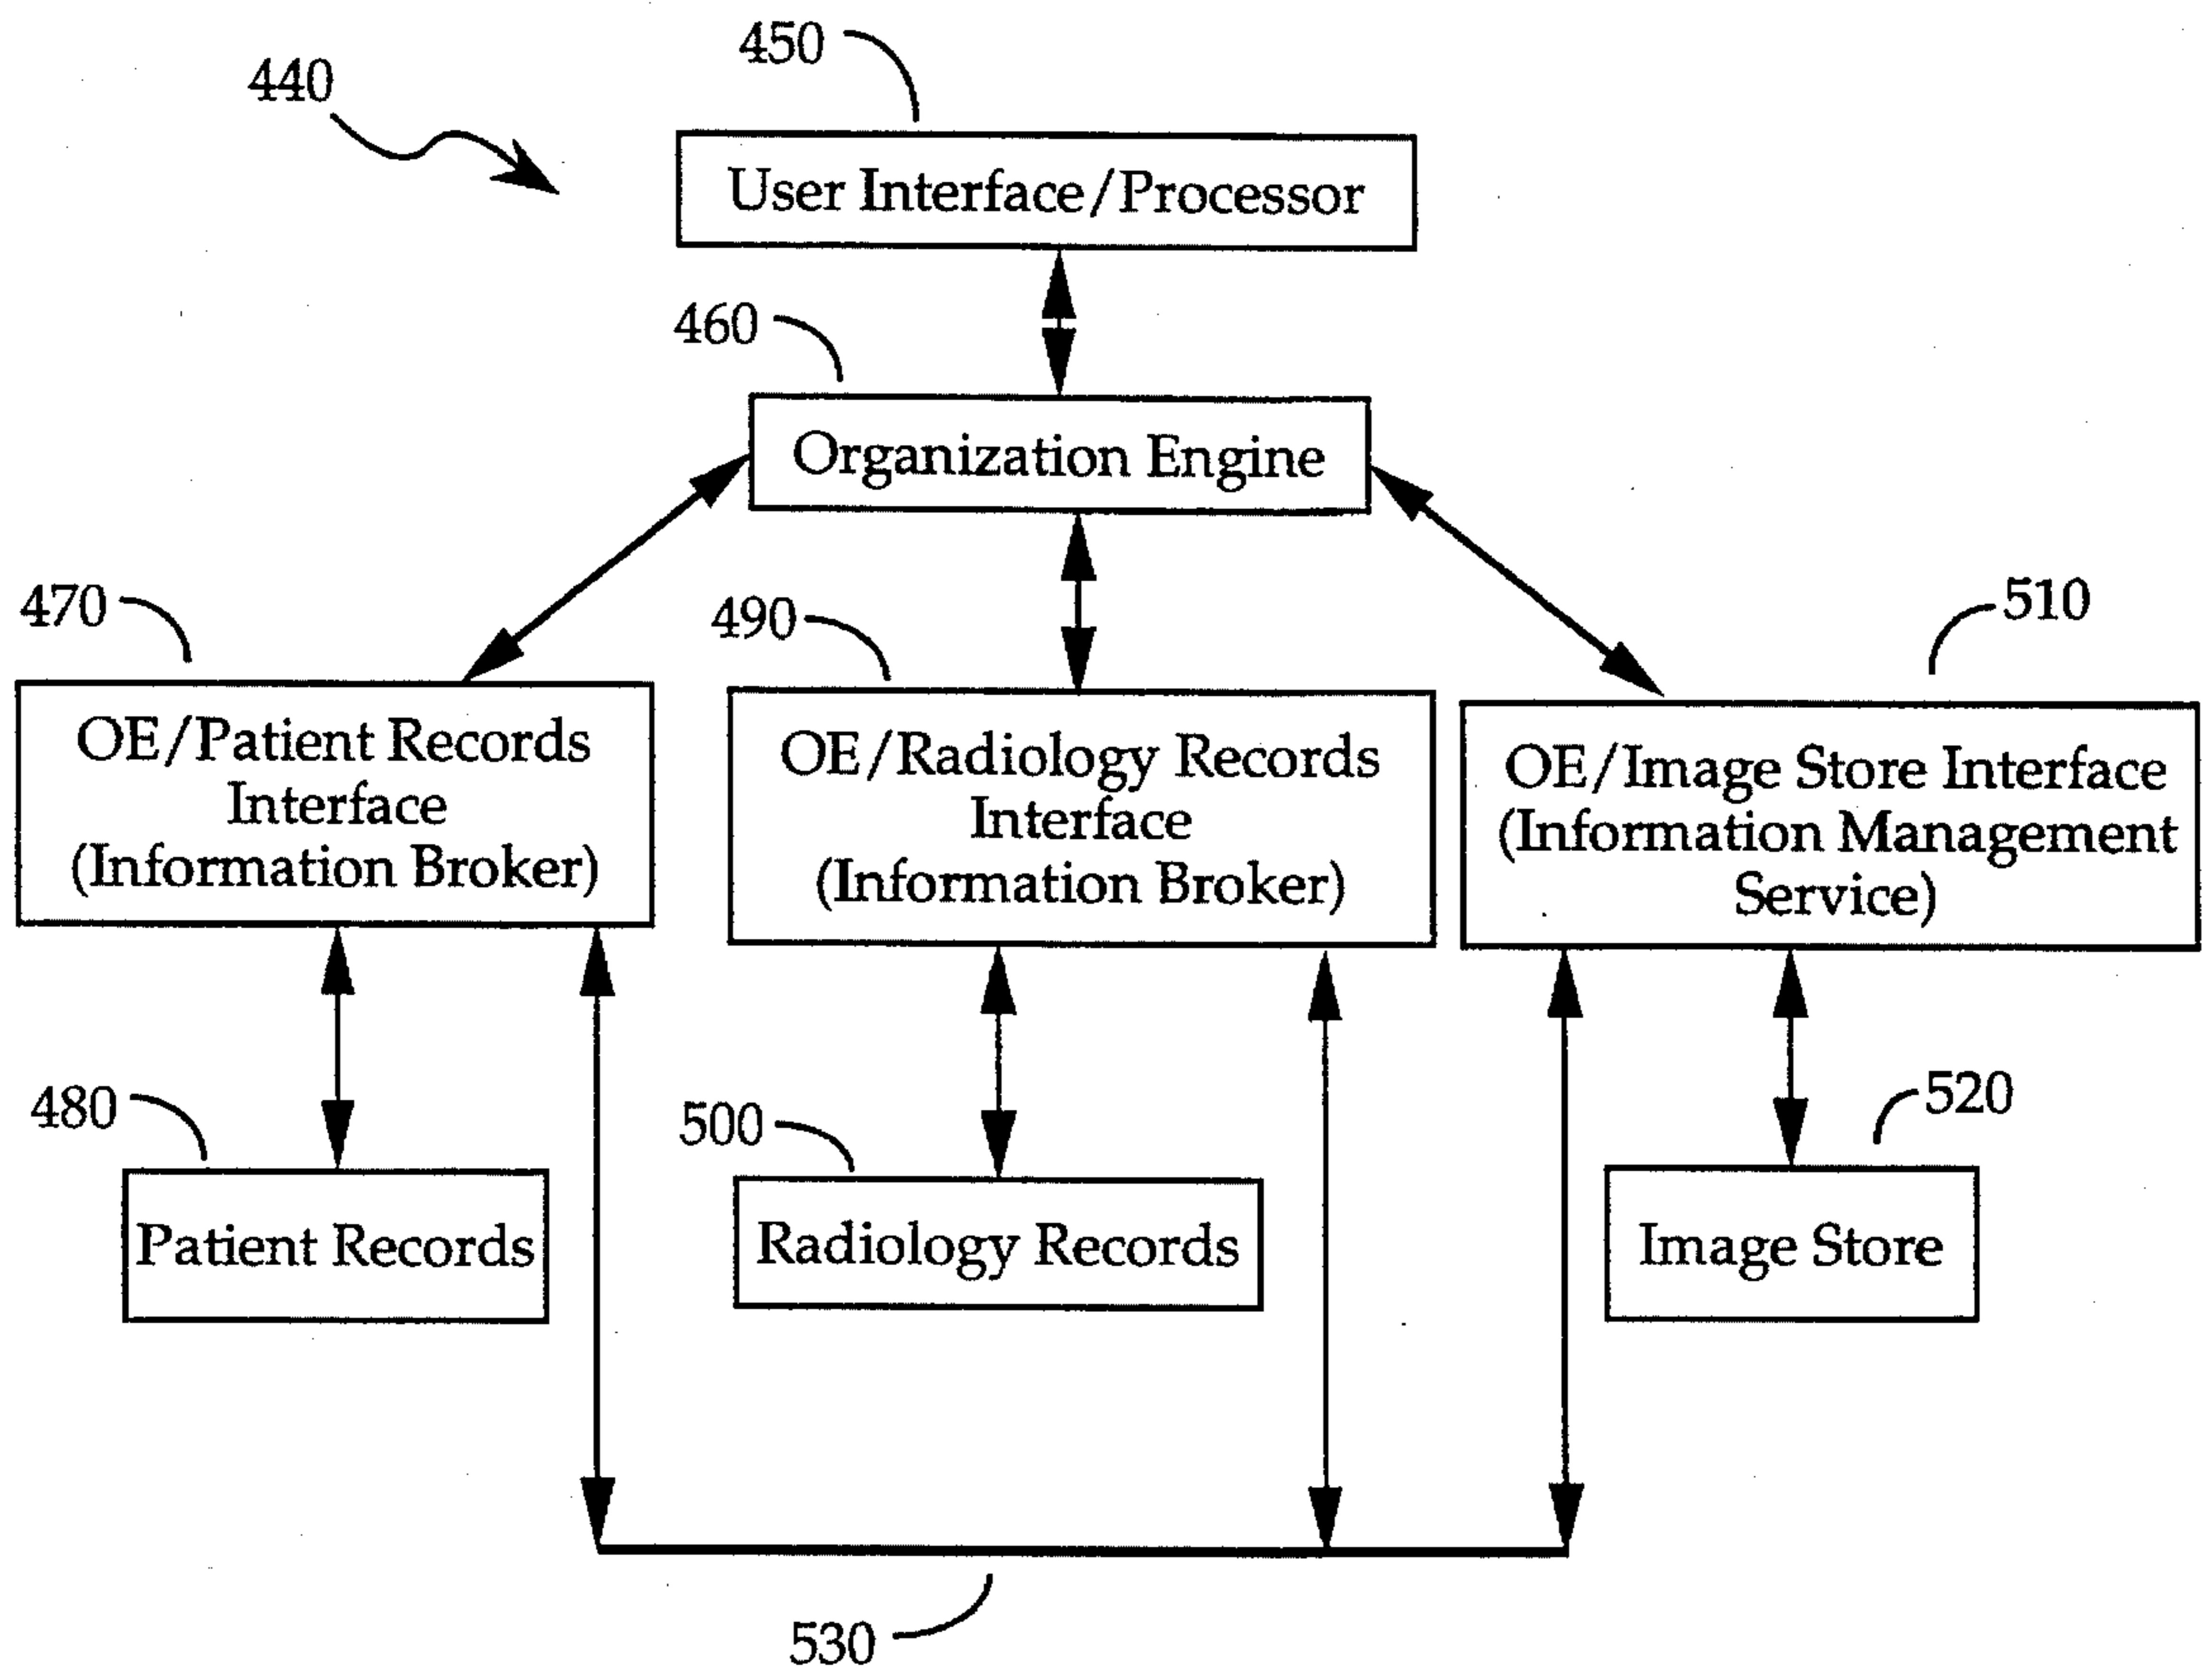 450
440
User Interface/Processor
460
Organization Engine
470
490
510
OE/Patient Records
Interface
(Information Broker)
OE/Radiology Records
Interface
(Information Broker)
OE/Image Store Interface
(Information Management
Service)
480
500
520
Patient Records
Radiology Records
Image Store
530